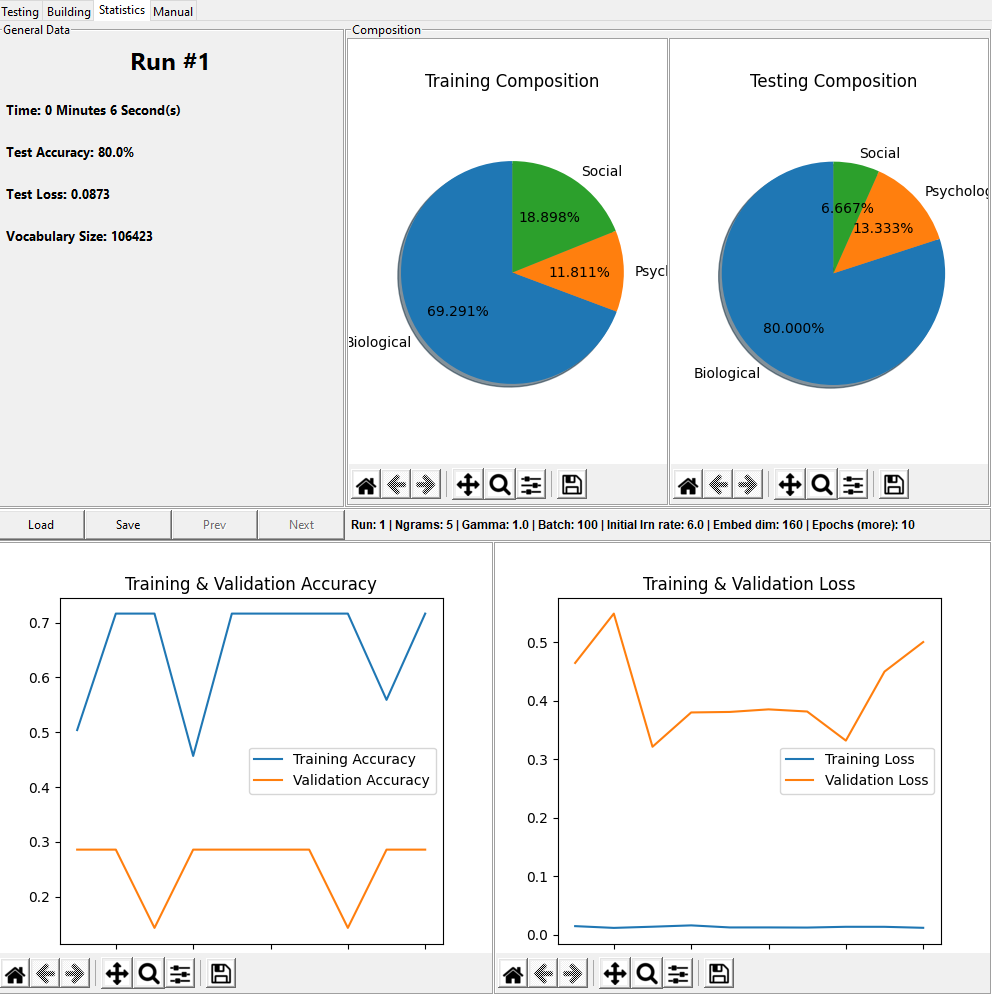 Testing Building Statistics Manual
General Data
Run #1
Time: 0 Minutes 6 Second(s)
Test Accuracy: 80.0%
Test Loss: 0.0873
Vocabulary Size: 106423
Composition
Training Composition
Social
18.898%
11.811%
Psycl
69.291%
Biological
Testing Composition
Social
Psycholog
6.667%
13.333%
80.000%
Biological
Load Save Prev Next
Run: 1 | Ngrams: 5 | Gamma: 1.0 | Batch: 100 | Initial lrn rate: 6.0 | Embed dim: 160 | Epochs (more): 10
Training & Validation Accuracy
0.7
0.6
0.5
0.4
0.3
0.2
Training Accuracy
Validation Accuracy
Training & Validation Loss
0.5
0.4
0.3
0.2
0.1
0.0
Training Loss
Validation Loss